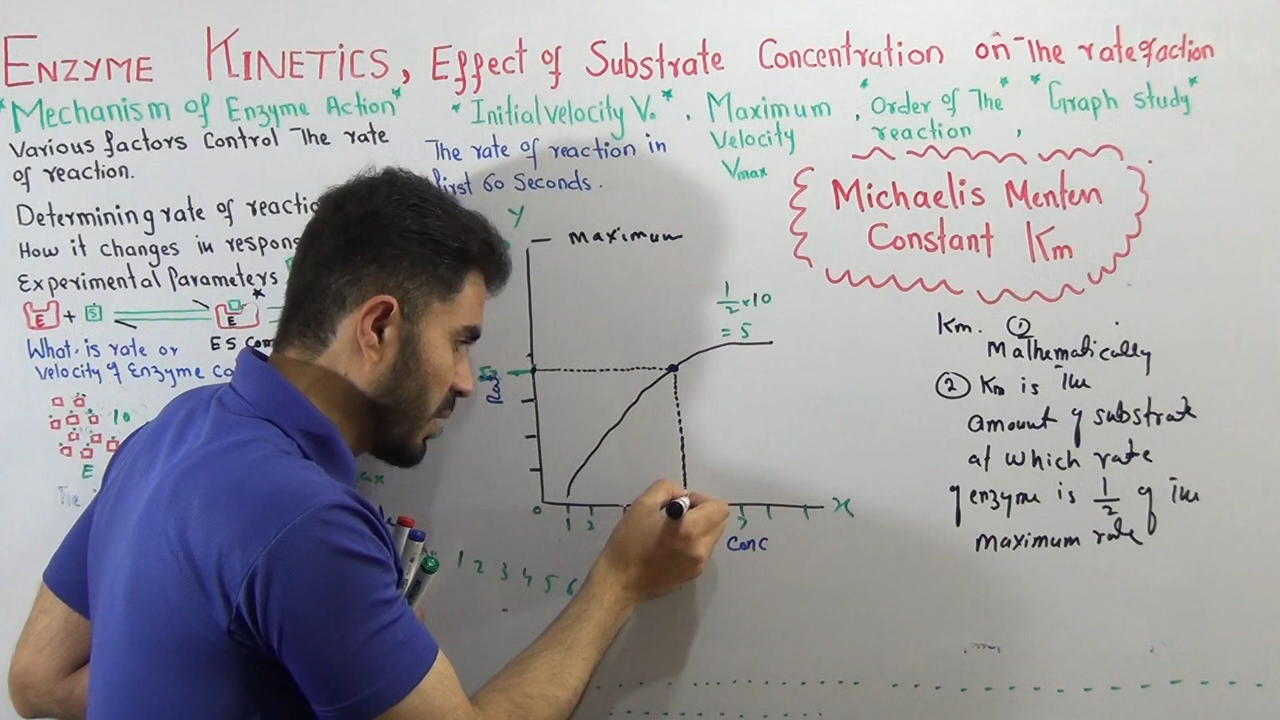 ENZYME KINETICS, Effect of Substrate Concentration on The rate of action
*Mechanism of Enzyme Action* *Initial velocity V₀* , Maximum Velocity Vmax , *Order of The* reaction , *Graph study*
Various factors Control The rate
of reaction.
Determining rate of
How it changes in
Experimental Parameters
E + S
E
ES
What is rate or
Velocity of Enzyme
10
E
The rate of reaction in
first 60 Seconds.
Y
Maximum
1/2 x 10
= 5
0
1 2
x
Conc
1 2 3 4 5 6
Michaelis Menten
Constant Km
Km. ①
Mathematically
② Km is The
amount of substrate
at which rate
of enzyme is 1/2 of The
maximum rate